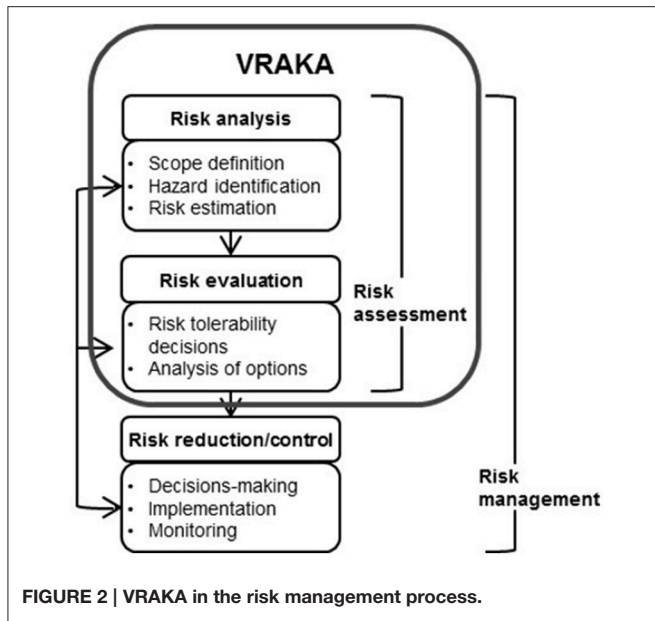 VRAKA
Risk analysis
• Scope definition
• Hazard identification
• Risk estimation
Risk evaluation
• Risk tolerability
decisions
• Analysis of options
Risk
assessment
Risk reduction/control
• Decisions-making
• Implementation
• Monitoring
Risk
management
FIGURE 2 | VRAKA in the risk management process.